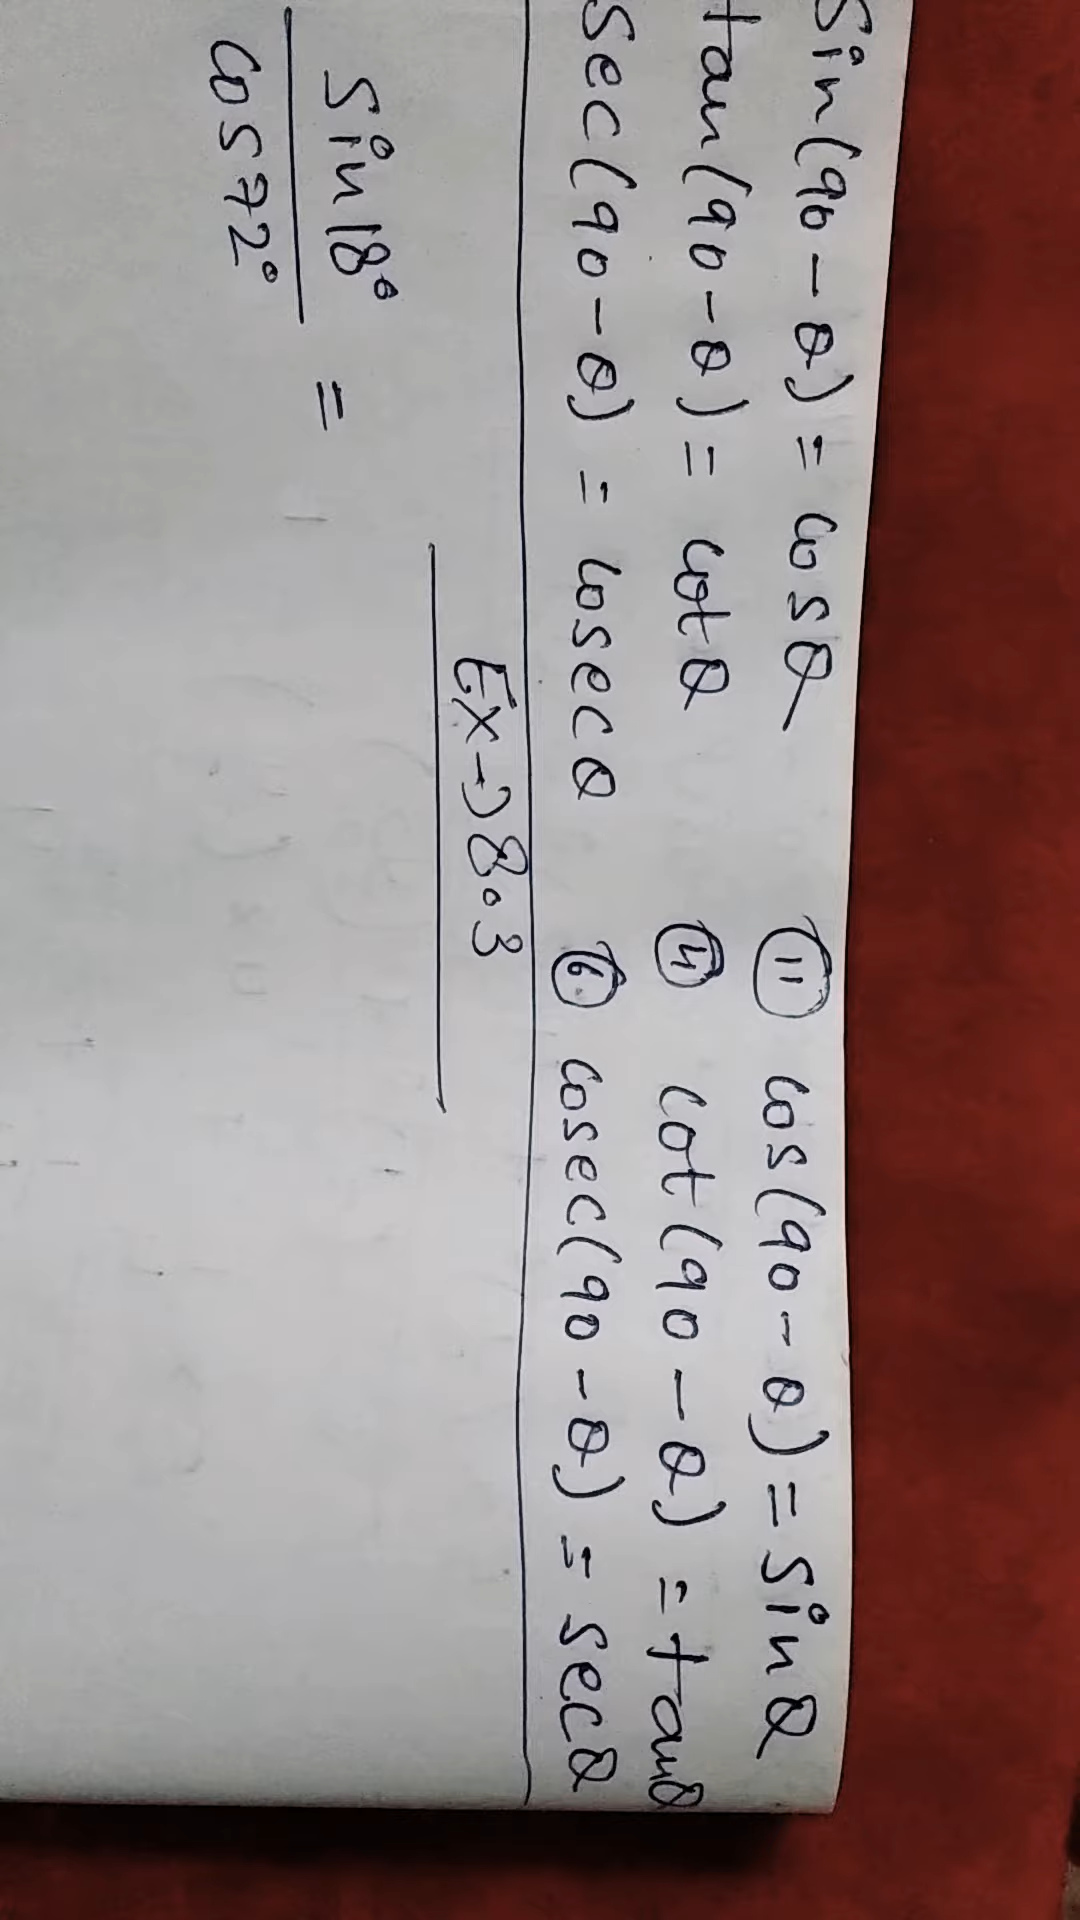 Sin(90-θ) = cosθ (ii) cos(90-θ) = Sinθ
tan(90-θ) = cotθ (4) cot(90-θ) = tanθ
Sec(90-θ) = cosecθ (6) cosec(90-θ) = secθ
Ex→8.3
Sin18° =
cos72°